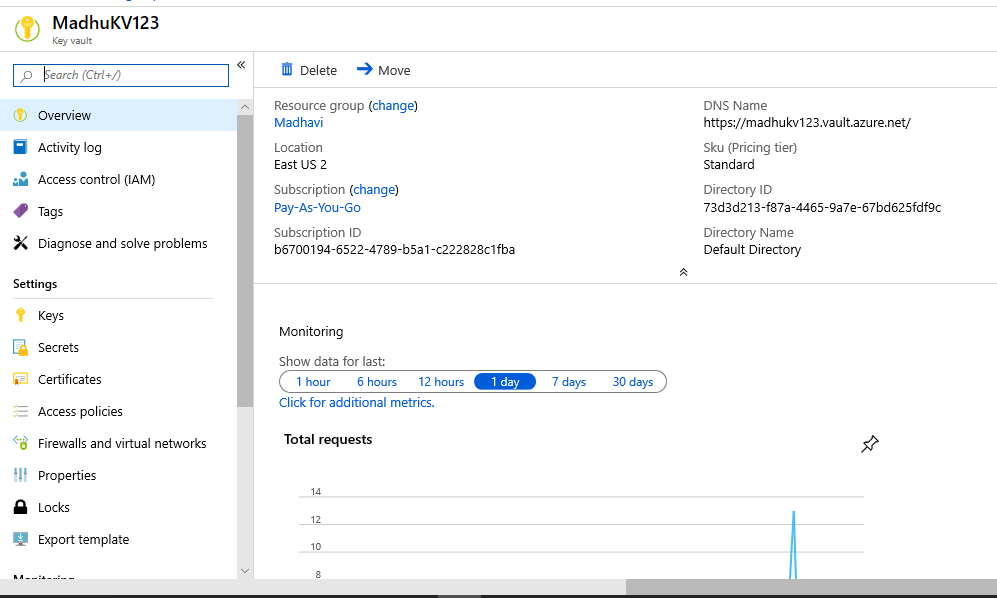 MadhuKV123
Key vault
Search (Ctrl+/)
«
Overview
Activity log
Access control (IAM)
Tags
Diagnose and solve problems
Settings
Keys
Secrets
Certificates
Access policies
Firewalls and virtual networks
Properties
Locks
Export template
Monitoring
Delete
Move
Resource group (change)
Madhavi
Location
East US 2
Subscription (change)
Pay-As-You-Go
Subscription ID
b6700194-6522-4789-b5a1-c222828c1fba
DNS Name
https://madhukv123.vault.azure.net/
Sku (Pricing tier)
Standard
Directory ID
73d3d213-f87a-4465-9a7e-67bd625fdf9c
Directory Name
Default Directory
Monitoring
Show data for last:
1 hour 6 hours 12 hours 1 day 7 days 30 days
Click for additional metrics.
Total requests
14
12
10
8